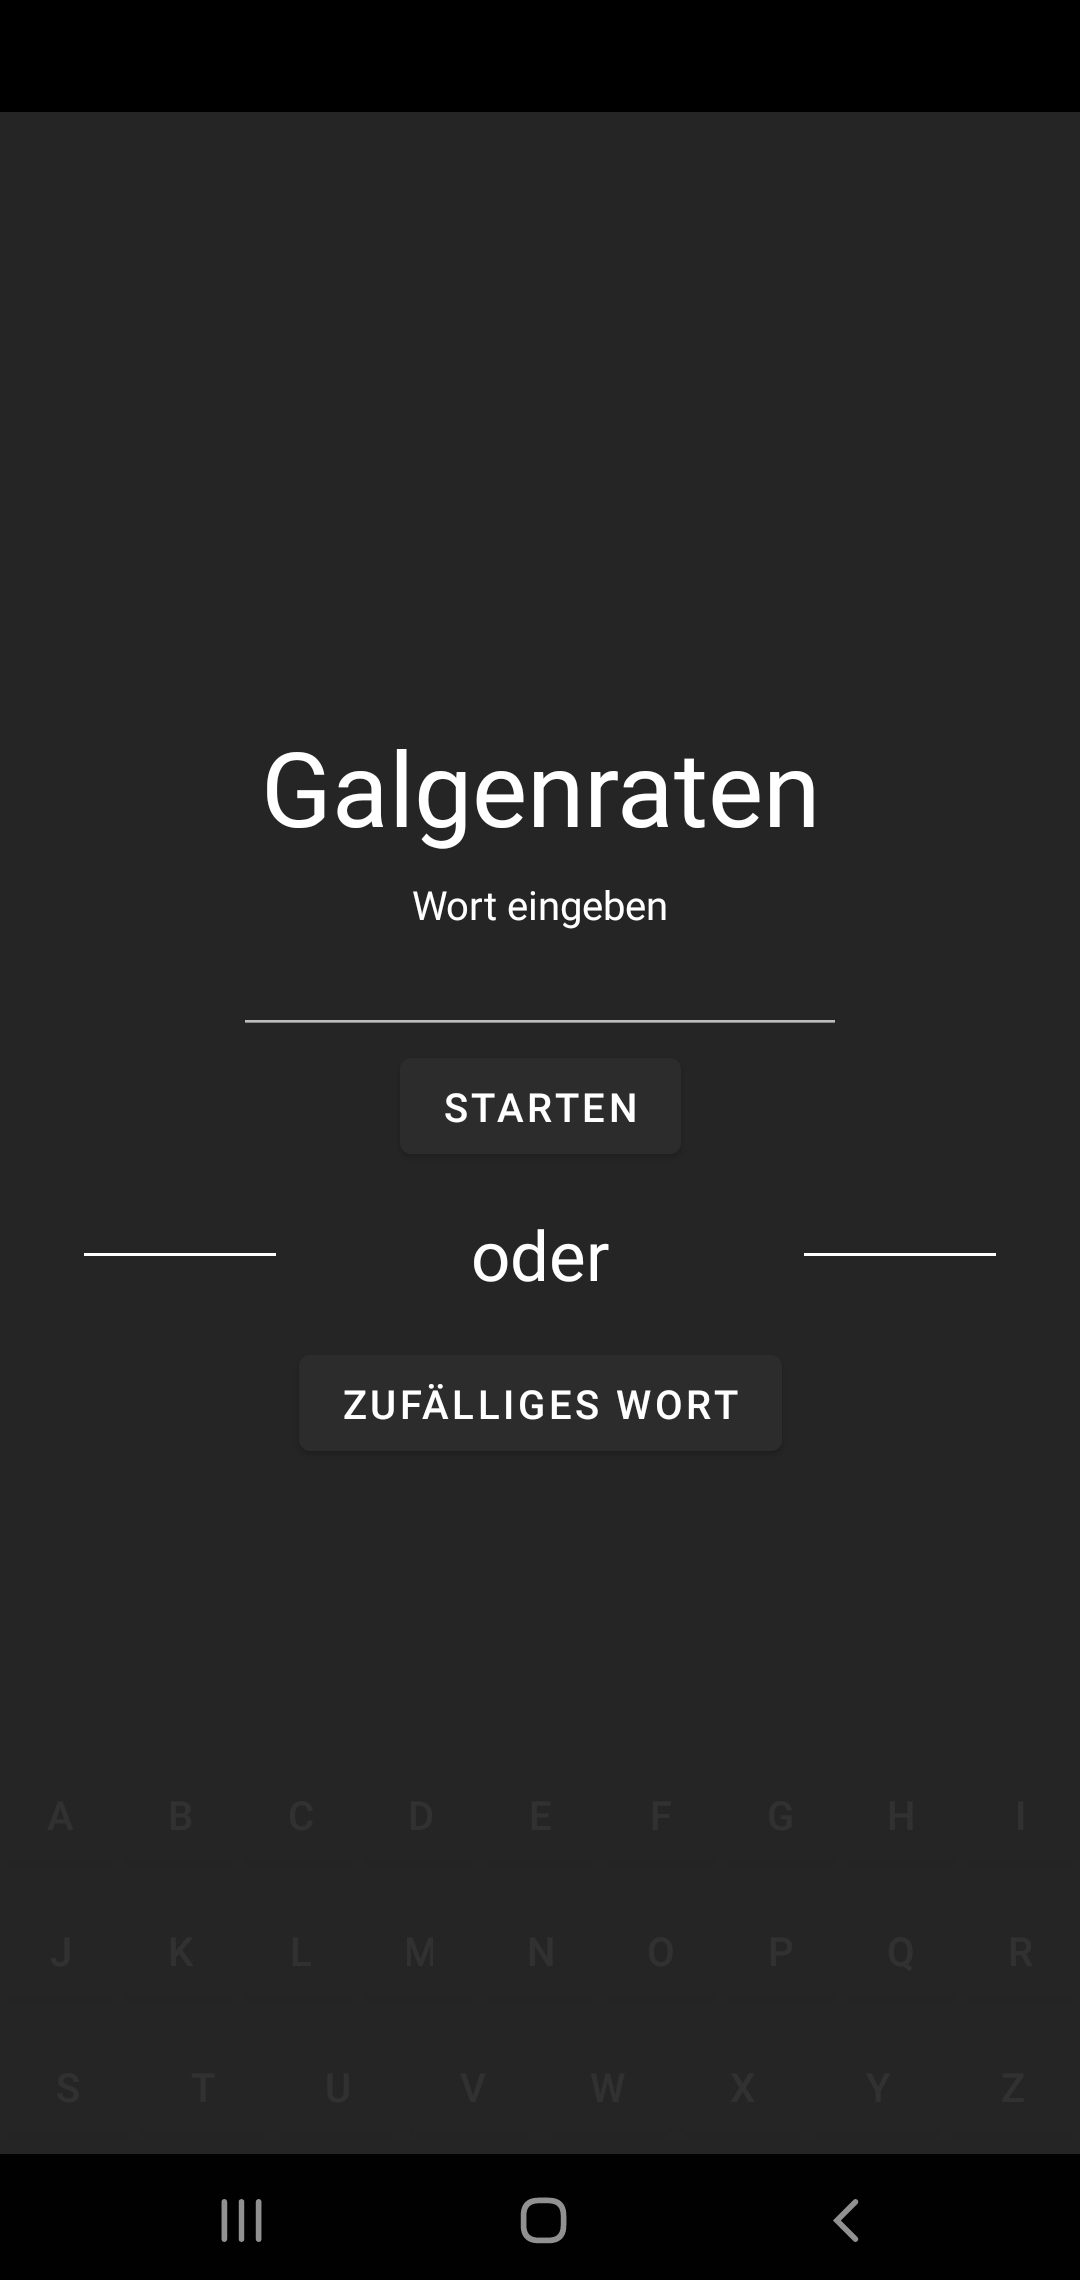 Galgenraten
Wort eingeben
STARTEN
oder
ZUFÄLLIGES WORT
A B C D E F G H I
J K L M N O P Q R
S T U V W X Y Z